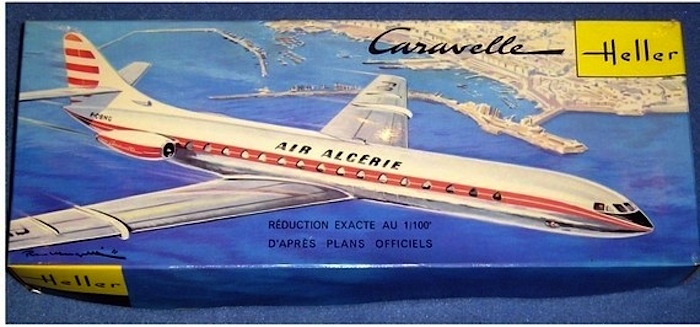 Caravelle
Heller
AIR ALGÉRIE
RÉDUCTION EXACTE AU 1/100ᵉ
D'APRÈS PLANS OFFICIELS
Heller